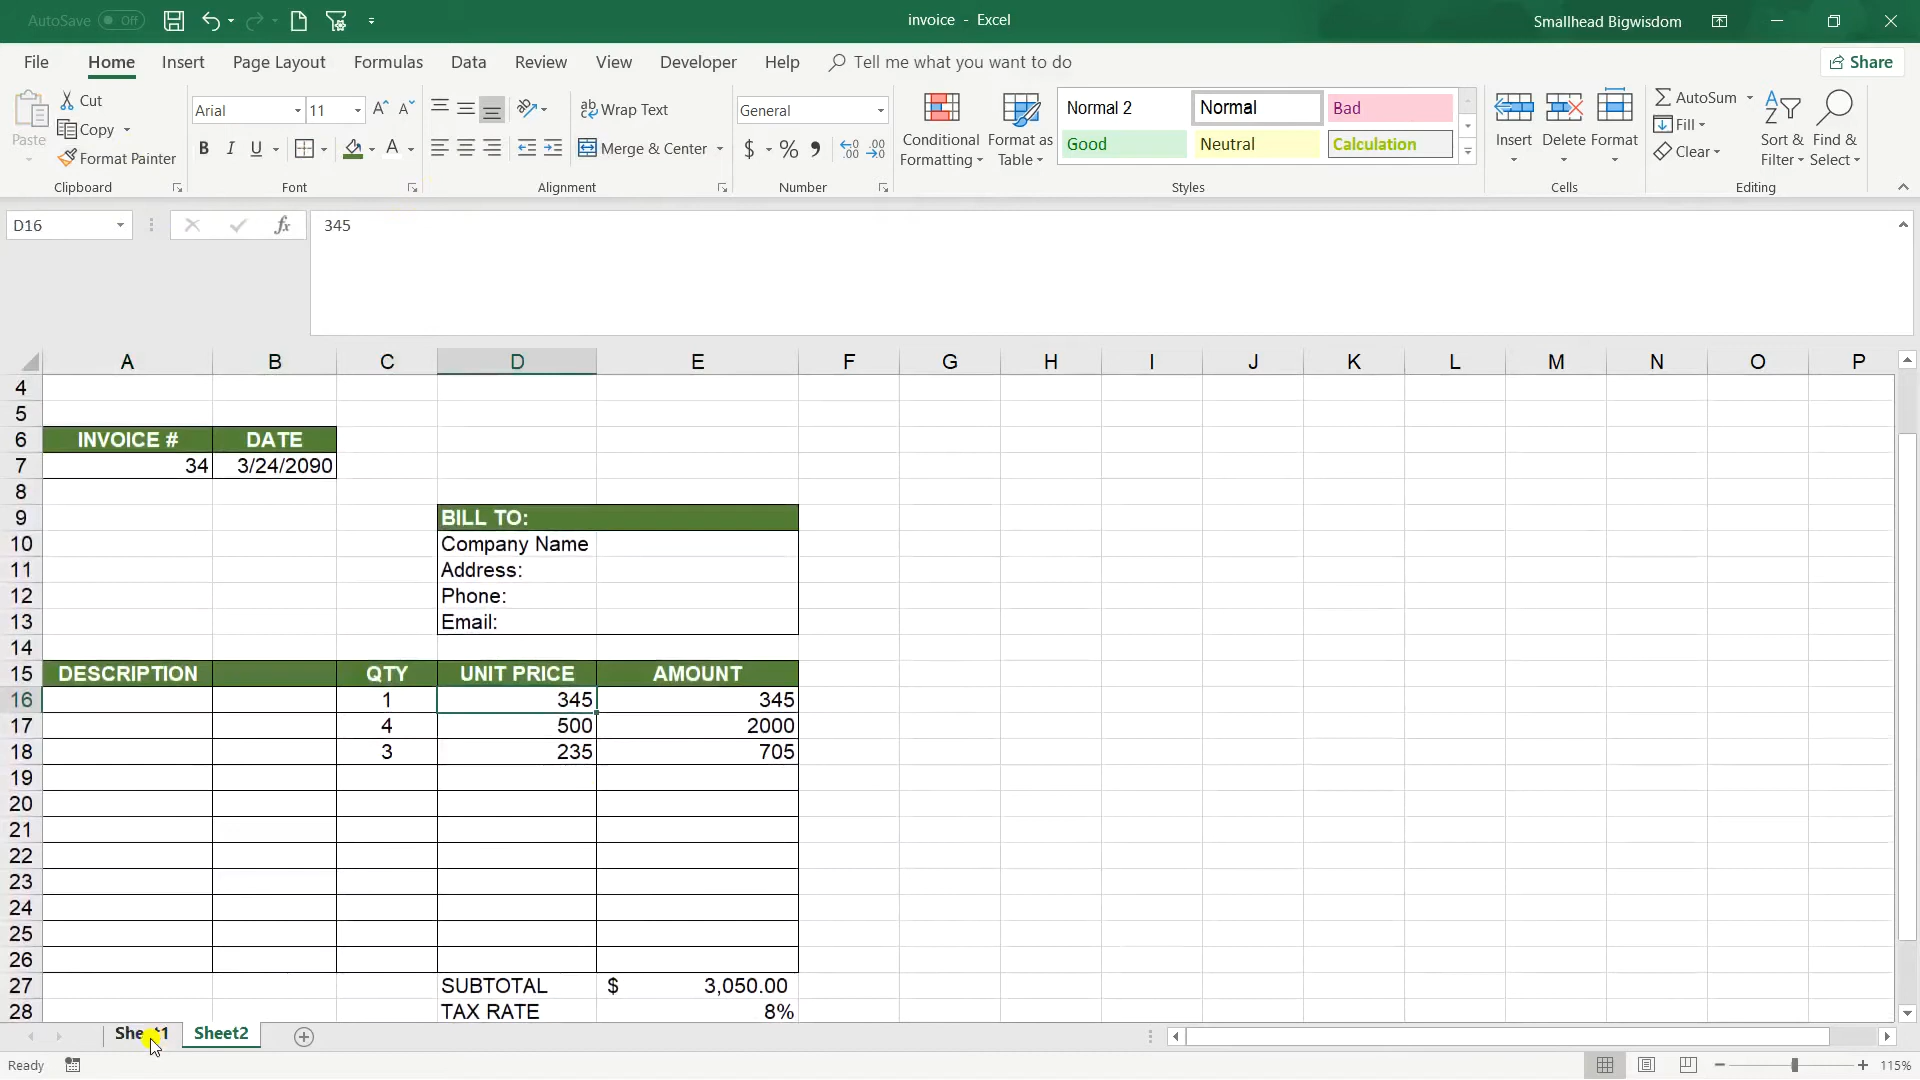 AutoSave Off invoice - Excel Smallhead Bigwisdom
File Home Insert Page Layout Formulas Data Review View Developer Help Tell me what you want to do Share
Paste
Cut
Copy
Format Painter
Clipboard
Arial 11
B I U
Font
Wrap Text
Merge & Center
Alignment
General
$ % 
Number
Conditional Formatting
Format as Table
Normal 2 Normal Bad
Good Neutral Calculation
Styles
Insert Delete Format
Cells
AutoSum
Fill
Clear
Sort & Filter
Find & Select
Editing
D16 fx 345
A B C D E F G H I J K L M N O P
4
5
6 INVOICE # DATE
7 34 3/24/2090
8
9 BILL TO:
10 Company Name
11 Address:
12 Phone:
13 Email:
14
15 DESCRIPTION QTY UNIT PRICE AMOUNT
16 1 345 345
17 4 500 2000
18 3 235 705
19
20
21
22
23
24
25
26
27 SUBTOTAL $ 3,050.00
28 TAX RATE 8%
Sheet1 Sheet2
Ready 115%